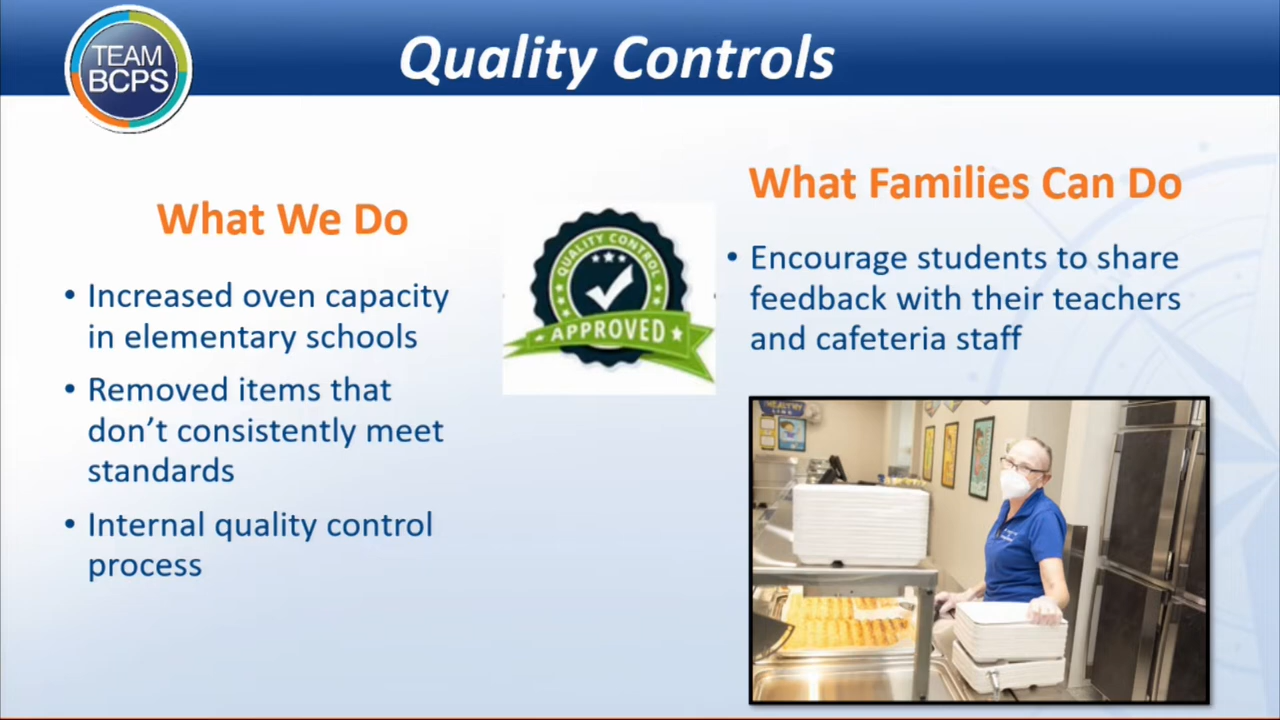 TEAM
BCPS
Quality Controls
What We Do
• Increased oven capacity
in elementary schools
• Removed items that
don't consistently meet
standards
• Internal quality control
process
QUALITY CONTROL
APPROVED
What Families Can Do
• Encourage students to share
feedback with their teachers
and cafeteria staff